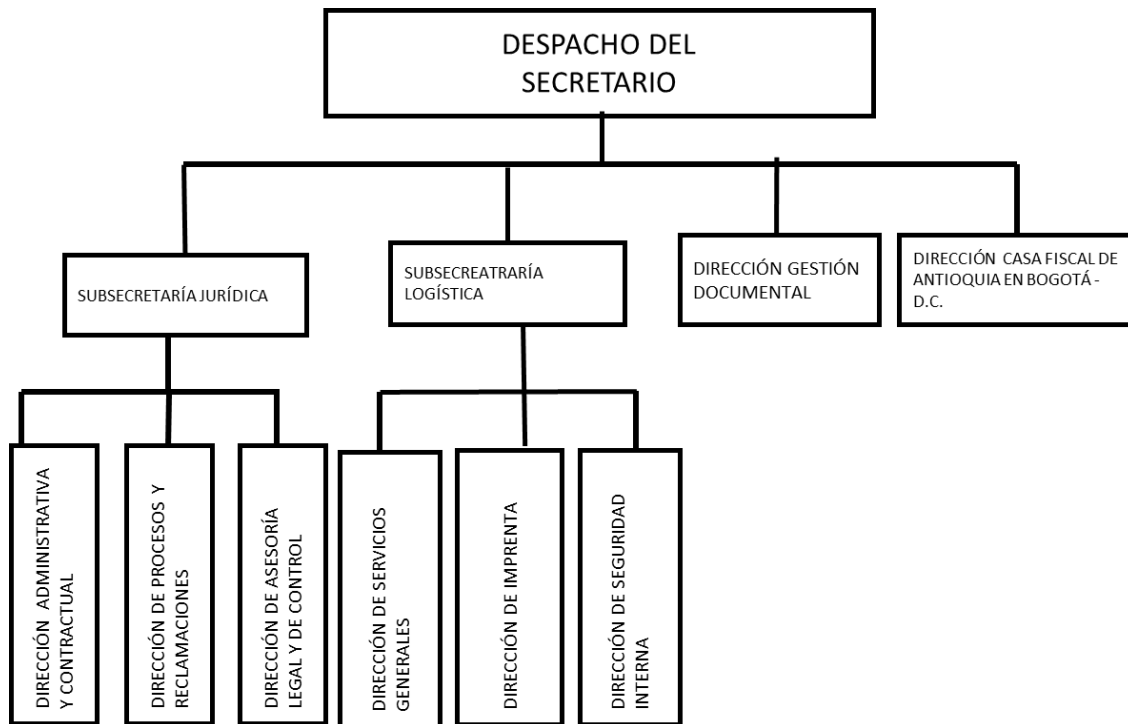 DESPACHO DEL
SECRETARIO
SUBSECRETARÍA JURÍDICA
SUBSECREATRARÍA
LOGÍSTICA
DIRECCIÓN GESTIÓN
DOCUMENTAL
DIRECCIÓN CASA FISCAL DE
ANTIOQUIA EN BOGOTÁ -
D.C.
DIRECCIÓN ADMINISTRATIVA
Y CONTRACTUAL
DIRECCIÓN DE PROCESOS Y
RECLAMACIONES
DIRECCIÓN DE ASESORÍA
LEGAL Y DE CONTROL
DIRECCIÓN DE SERVICIOS
GENERALES
DIRECCIÓN DE IMPRENTA
DIRECCIÓN DE SEGURIDAD
INTERNA